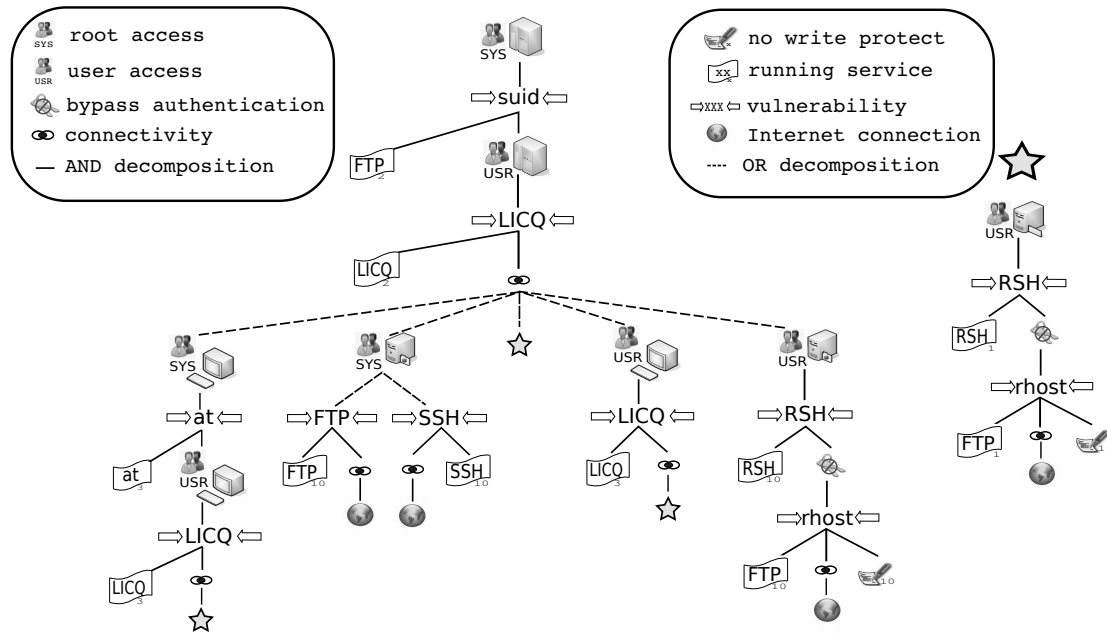 SYS root access
USR user access
bypass authentication
connectivity
AND decomposition
SYS
suid
FTP 2
USR
LICQ
LICQ 2
x no write protect
xx x running service
xxx vulnerability
Internet connection
OR decomposition
USR
RSH
RSH 1
rhost
FTP 1
1
SYS
at
at 3
USR
LICQ
LICQ 3
SYS
FTP
SSH
FTP 10
SSH 10
USR
LICQ
LICQ 3
USR
RSH
RSH 10
rhost
FTP 10
10